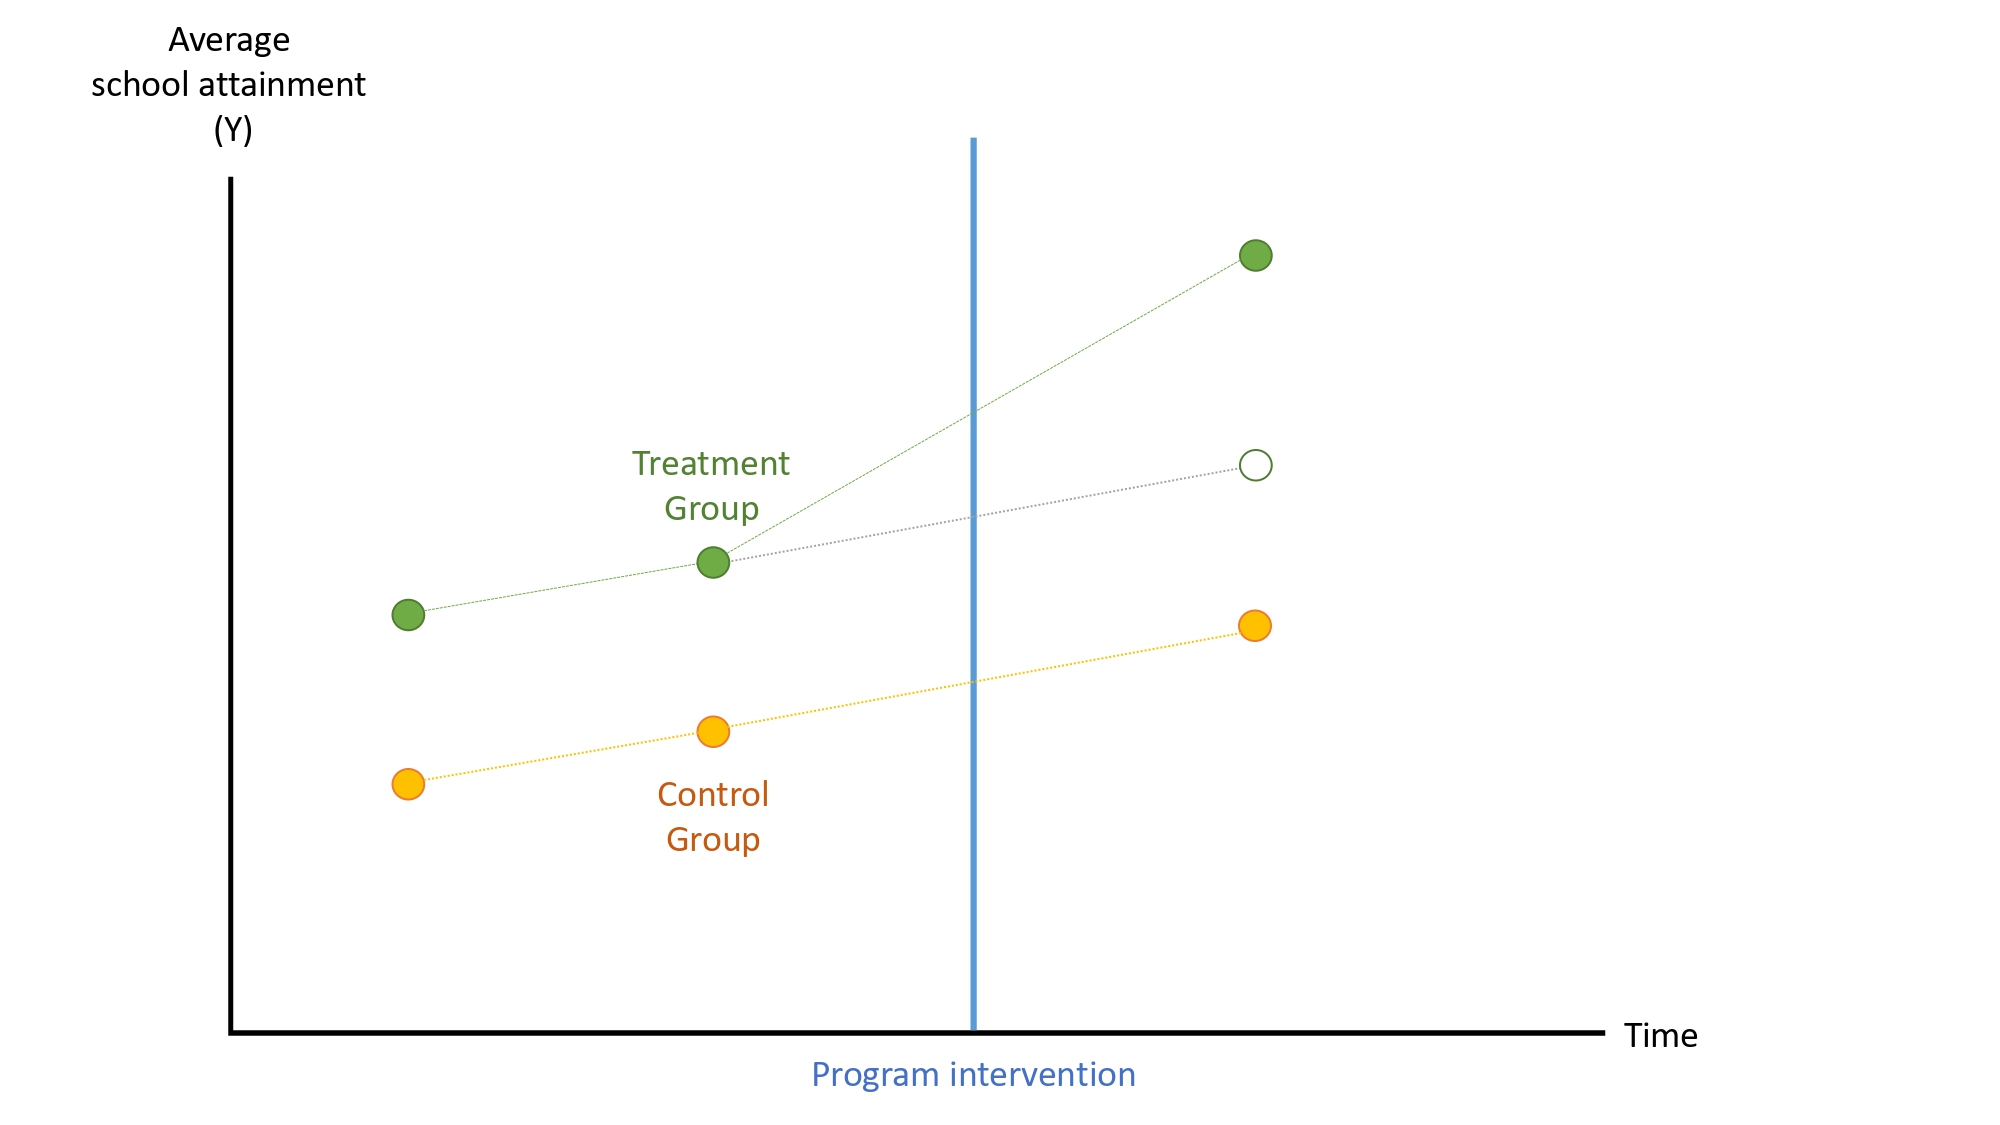 Average
school attainment
(Y)
Treatment
Group
Control
Group
Time
Program intervention